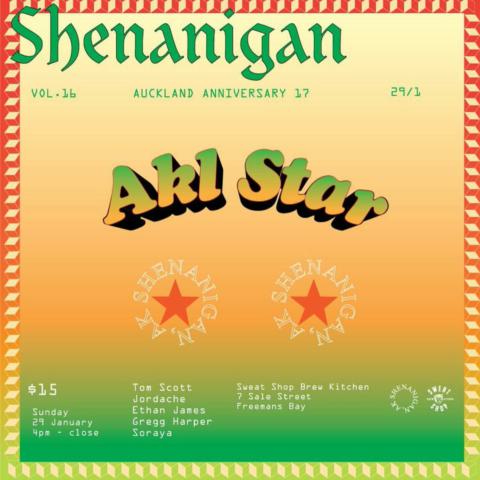 Shenanigan
VOL.16 AUCKLAND ANNIVERSARY 17 29/1
Akl Star
SHENANIGAN, AK SHENANIGAN, AK
$15
Sunday
29 January
4pm - close
Tom Scott
Jordache
Ethan James
Gregg Harper
Soraya
Sweat Shop Brew Kitchen
7 Sale Street
Freemans Bay
SHENANIGAN, AK
SWEAT
SHOP